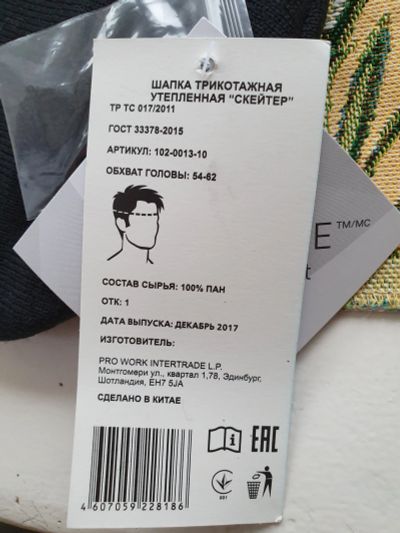 ШАПКА ТРИКОТАЖНАЯ
УТЕПЛЕННАЯ "СКЕЙТЕР"
ТР ТС 017/2011
ГОСТ 33378-2015
АРТИКУЛ: 102-0013-10
ОБХВАТ ГОЛОВЫ: 54-62
E TM/MC
t
СОСТАВ СЫРЬЯ: 100% ПАН
ОТК: 1
ДАТА ВЫПУСКА: ДЕКАБРЬ 2017
ИЗГОТОВИТЕЛЬ:
PRO WORK INTERTRADE L.P.
Монтгомери ул., квартал 1,78, Эдинбург,
Шотландия, EH7 5JA
СДЕЛАНО В КИТАЕ
i EAC
4 607059 228186